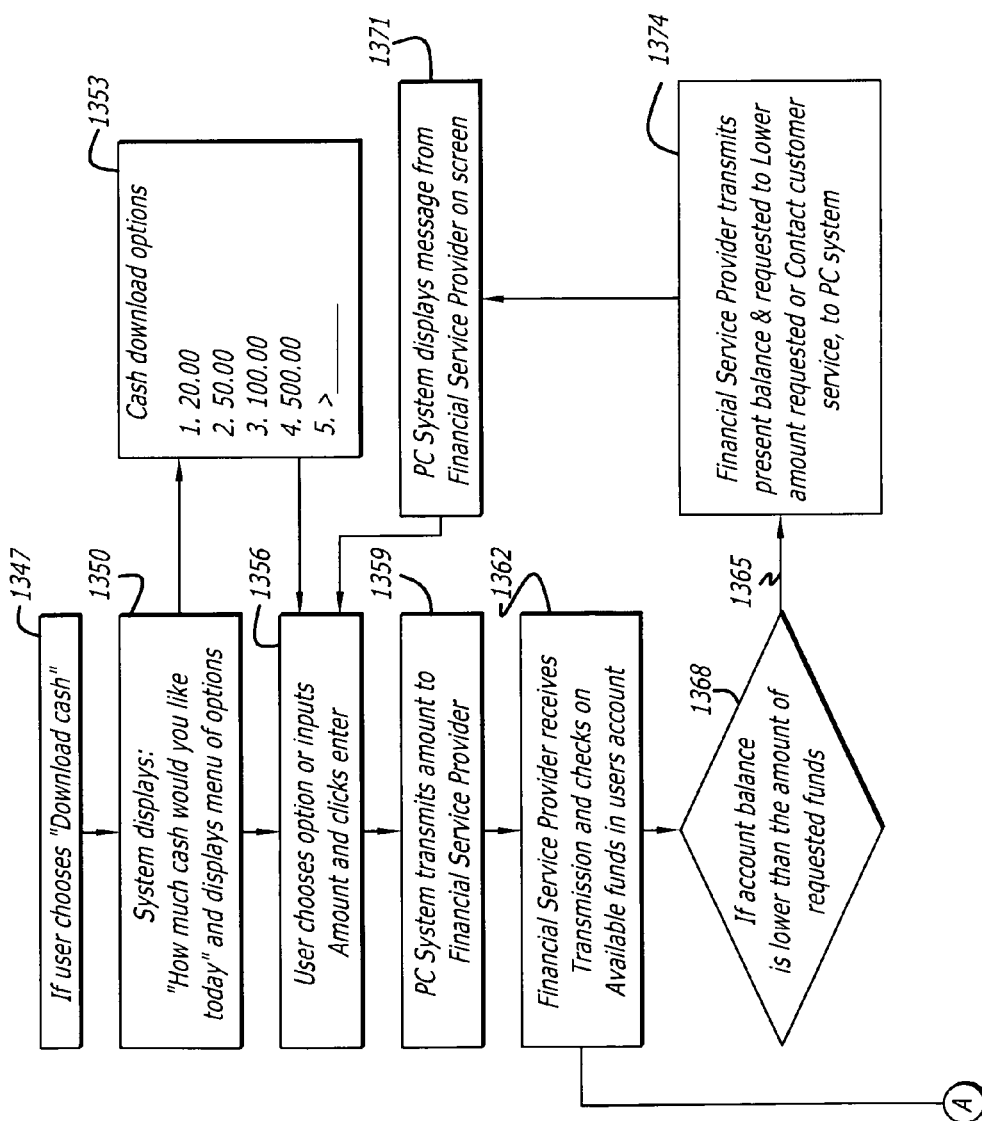 1347
If user chooses "Download cash"
1350
System displays:
"How much cash would you like
today" and displays menu of options
1353
Cash download options
1. 20.00
2. 50.00
3. 100.00
4. 500.00
5. > ______
1356
User chooses option or inputs
Amount and clicks enter
1359
PC System transmits amount to
Financial Service Provider
1362
Financial Service Provider receives
Transmission and checks on
Available funds in users account
1368
If account balance
is lower than the amount of
requested funds
1365
1371
PC System displays message from
Financial Service Provider on screen
1374
Financial Service Provider transmits
present balance & requested to Lower
amount requested or Contact customer
service, to PC system
A